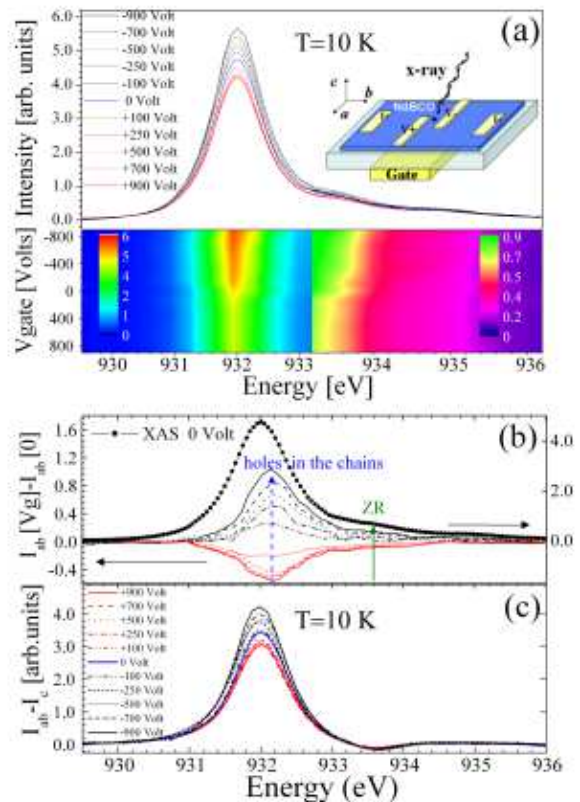 -900 Volt
-700 Volt
-500 Volt
-250 Volt
-100 Volt
0 Volt
+100 Volt
+250 Volt
+500 Volt
+700 Volt
+900 Volt
T=10 K
(a)
x-ray
c
b
a
NdBCO
V+
Gate
Intensity [arb. units]
6.0
5.0
4.0
3.0
2.0
1.0
0.0
Vgate [Volts]
-800
-400
0
400
800
6
5
4
2
1
0
0.9
0.8
0.7
0.5
0.4
0.2
0
930 931 932 933 934 935 936
Energy [eV]
(b)
XAS 0 Volt
holes in the chains
ZR
I_ab[Vg]-I_ab[0]
1.6
1.2
0.8
0.4
0.0
-0.4
4.0
2.0
0.0
(c)
T=10 K
+900 Volt
+700 Volt
+500 Volt
+250 Volt
+100 Volt
0 Volt
-100 Volt
-250 Volt
-500 Volt
-700 Volt
-900 Volt
I_ab-I_c [arb.units]
4.0
3.0
2.0
1.0
0.0
930 931 932 933 934 935 936
Energy (eV)